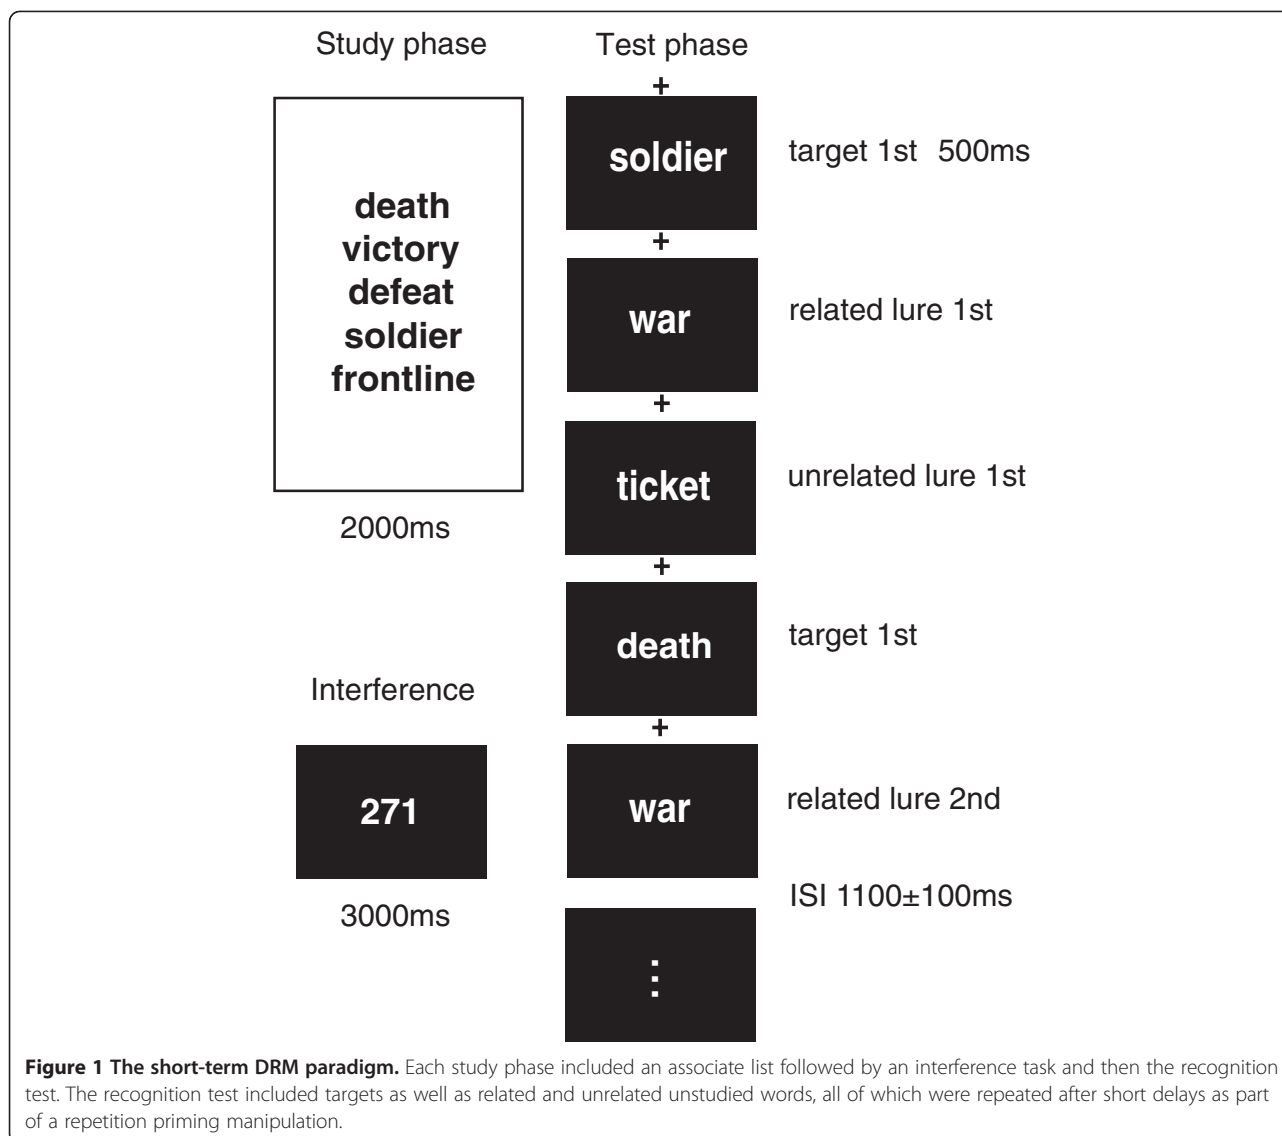 Study phase
death
victory
defeat
soldier
frontline
2000ms
Interference
271
3000ms
Test phase
+
soldier
target 1st 500ms
+
war
related lure 1st
+
ticket
unrelated lure 1st
+
death
target 1st
+
war
related lure 2nd
ISI 1100±100ms
⋮
Figure 1 The short-term DRM paradigm. Each study phase included an associate list followed by an interference task and then the recognition
test. The recognition test included targets as well as related and unrelated unstudied words, all of which were repeated after short delays as part
of a repetition priming manipulation.